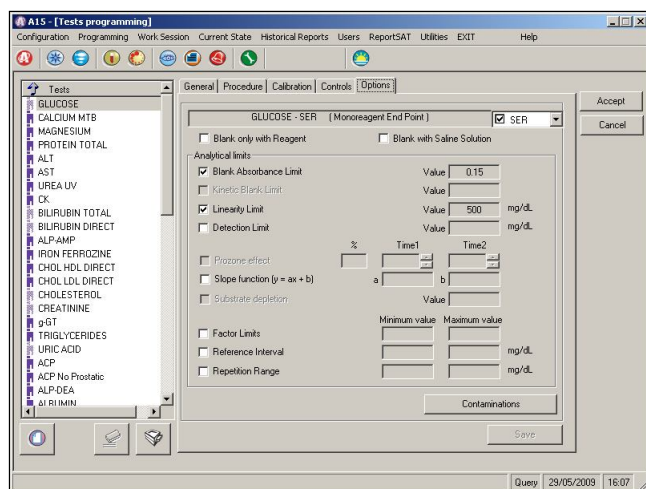 A15 - [Tests programming]
Configuration Programming Work Session Current State Historical Reports Users ReportSAT Utilities EXIT Help
Tests
GLUCOSE
CALCIUM MTB
MAGNESIUM
PROTEIN TOTAL
ALT
AST
UREA UV
CK
BILIRUBIN TOTAL
BILIRUBIN DIRECT
ALP-AMP
IRON FERROZINE
CHOL HDL DIRECT
CHOL LDL DIRECT
CHOLESTEROL
CREATININE
g-GT
TRIGLYCERIDES
URIC ACID
ACP
ACP No Prostatic
ALP-DEA
ALBUMIN
General Procedure Calibration Controls Options
GLUCOSE - SER (Monoreagent End Point) SER
Blank only with Reagent Blank with Saline Solution
Analytical limits
Blank Absorbance Limit Value 0.15
Kinetic Blank Limit Value
Linearity Limit Value 500 mg/dL
Detection Limit Value mg/dL
% Time1 Time2
Prozone effect
Slope function (y = ax + b) a b
Substrate depletion Value
Minimum value Maximum value
Factor Limits
Reference Interval mg/dL
Repetition Range mg/dL
Contaminations
Save
Accept
Cancel
Query 29/05/2009 16:07